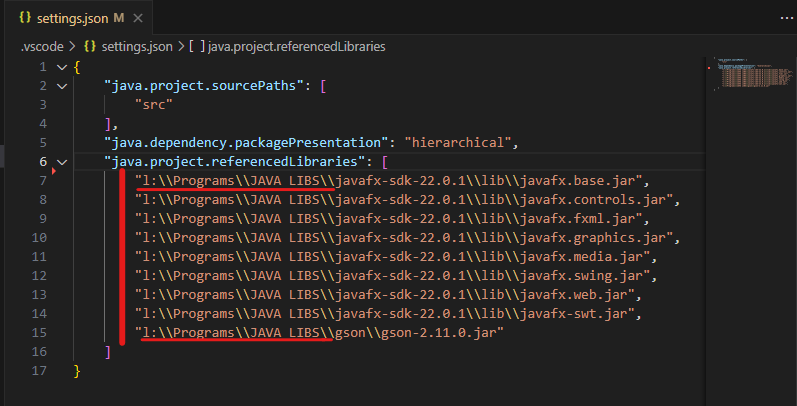 {} settings.json M ×
.vscode > {} settings.json > [ ] java.project.referencedLibraries
1 {
2 "java.project.sourcePaths": [
3 "src"
4 ],
5 "java.dependency.packagePresentation": "hierarchical",
6 "java.project.referencedLibraries": [
7 "l:\\Programs\\JAVA LIBS\\javafx-sdk-22.0.1\\lib\\javafx.base.jar",
8 "l:\\Programs\\JAVA LIBS\\javafx-sdk-22.0.1\\lib\\javafx.controls.jar",
9 "l:\\Programs\\JAVA LIBS\\javafx-sdk-22.0.1\\lib\\javafx.fxml.jar",
10 "l:\\Programs\\JAVA LIBS\\javafx-sdk-22.0.1\\lib\\javafx.graphics.jar",
11 "l:\\Programs\\JAVA LIBS\\javafx-sdk-22.0.1\\lib\\javafx.media.jar",
12 "l:\\Programs\\JAVA LIBS\\javafx-sdk-22.0.1\\lib\\javafx.swing.jar",
13 "l:\\Programs\\JAVA LIBS\\javafx-sdk-22.0.1\\lib\\javafx.web.jar",
14 "l:\\Programs\\JAVA LIBS\\javafx-sdk-22.0.1\\lib\\javafx-swt.jar",
15 "l:\\Programs\\JAVA LIBS\\gson\\gson-2.11.0.jar"
16 ]
17 }